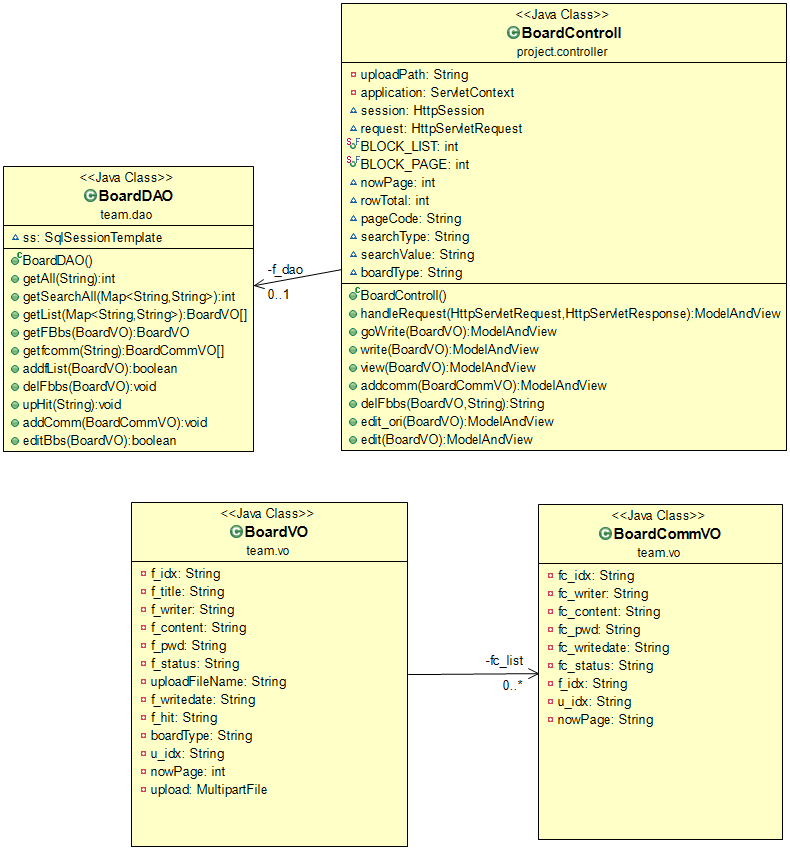 <<Java Class>>
BoardControll
project.controller
uploadPath: String
application: ServletContext
session: HttpSession
request: HttpServletRequest
BLOCK_LIST: int
BLOCK_PAGE: int
nowPage: int
rowTotal: int
pageCode: String
searchType: String
searchValue: String
boardType: String
BoardControll()
handleRequest(HttpServletRequest,HttpServletResponse):ModelAndView
goWrite(BoardVO):ModelAndView
write(BoardVO):ModelAndView
view(BoardVO):ModelAndView
addcomm(BoardCommVO):ModelAndView
delFbbs(BoardVO,String):String
edit_ori(BoardVO):ModelAndView
edit(BoardVO):ModelAndView
<<Java Class>>
BoardDAO
team.dao
ss: SqlSessionTemplate
BoardDAO()
getAll(String):int
getSearchAll(Map<String,String>):int
getList(Map<String,String>):BoardVO[]
getFBbs(BoardVO):BoardVO
getfcomm(String):BoardCommVO[]
addfList(BoardVO):boolean
delFbbs(BoardVO):void
upHit(String):void
addComm(BoardCommVO):void
editBbs(BoardVO):boolean
-f_dao
0..1
<<Java Class>>
BoardVO
team.vo
f_idx: String
f_title: String
f_writer: String
f_content: String
f_pwd: String
f_status: String
uploadFileName: String
f_writedate: String
f_hit: String
boardType: String
u_idx: String
nowPage: int
upload: MultipartFile
-fc_list
0..*
<<Java Class>>
BoardCommVO
team.vo
fc_idx: String
fc_writer: String
fc_content: String
fc_pwd: String
fc_writedate: String
fc_status: String
f_idx: String
u_idx: String
nowPage: String